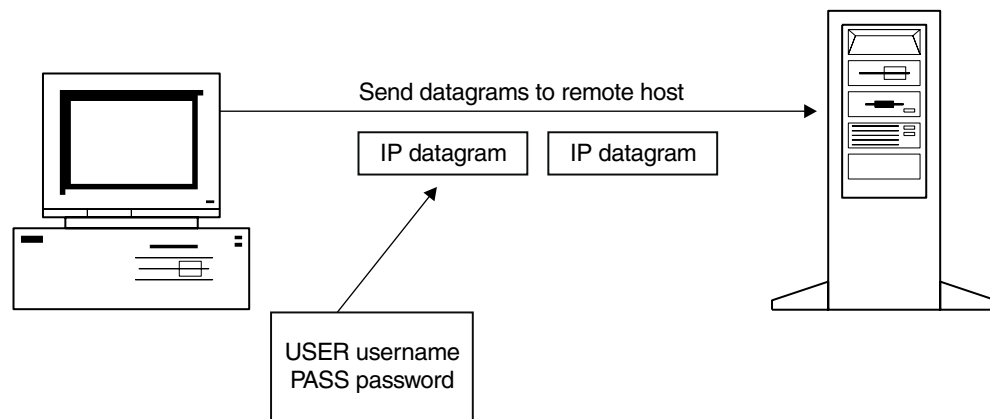 Send datagrams to remote host
IP datagram
IP datagram
USER username
PASS password